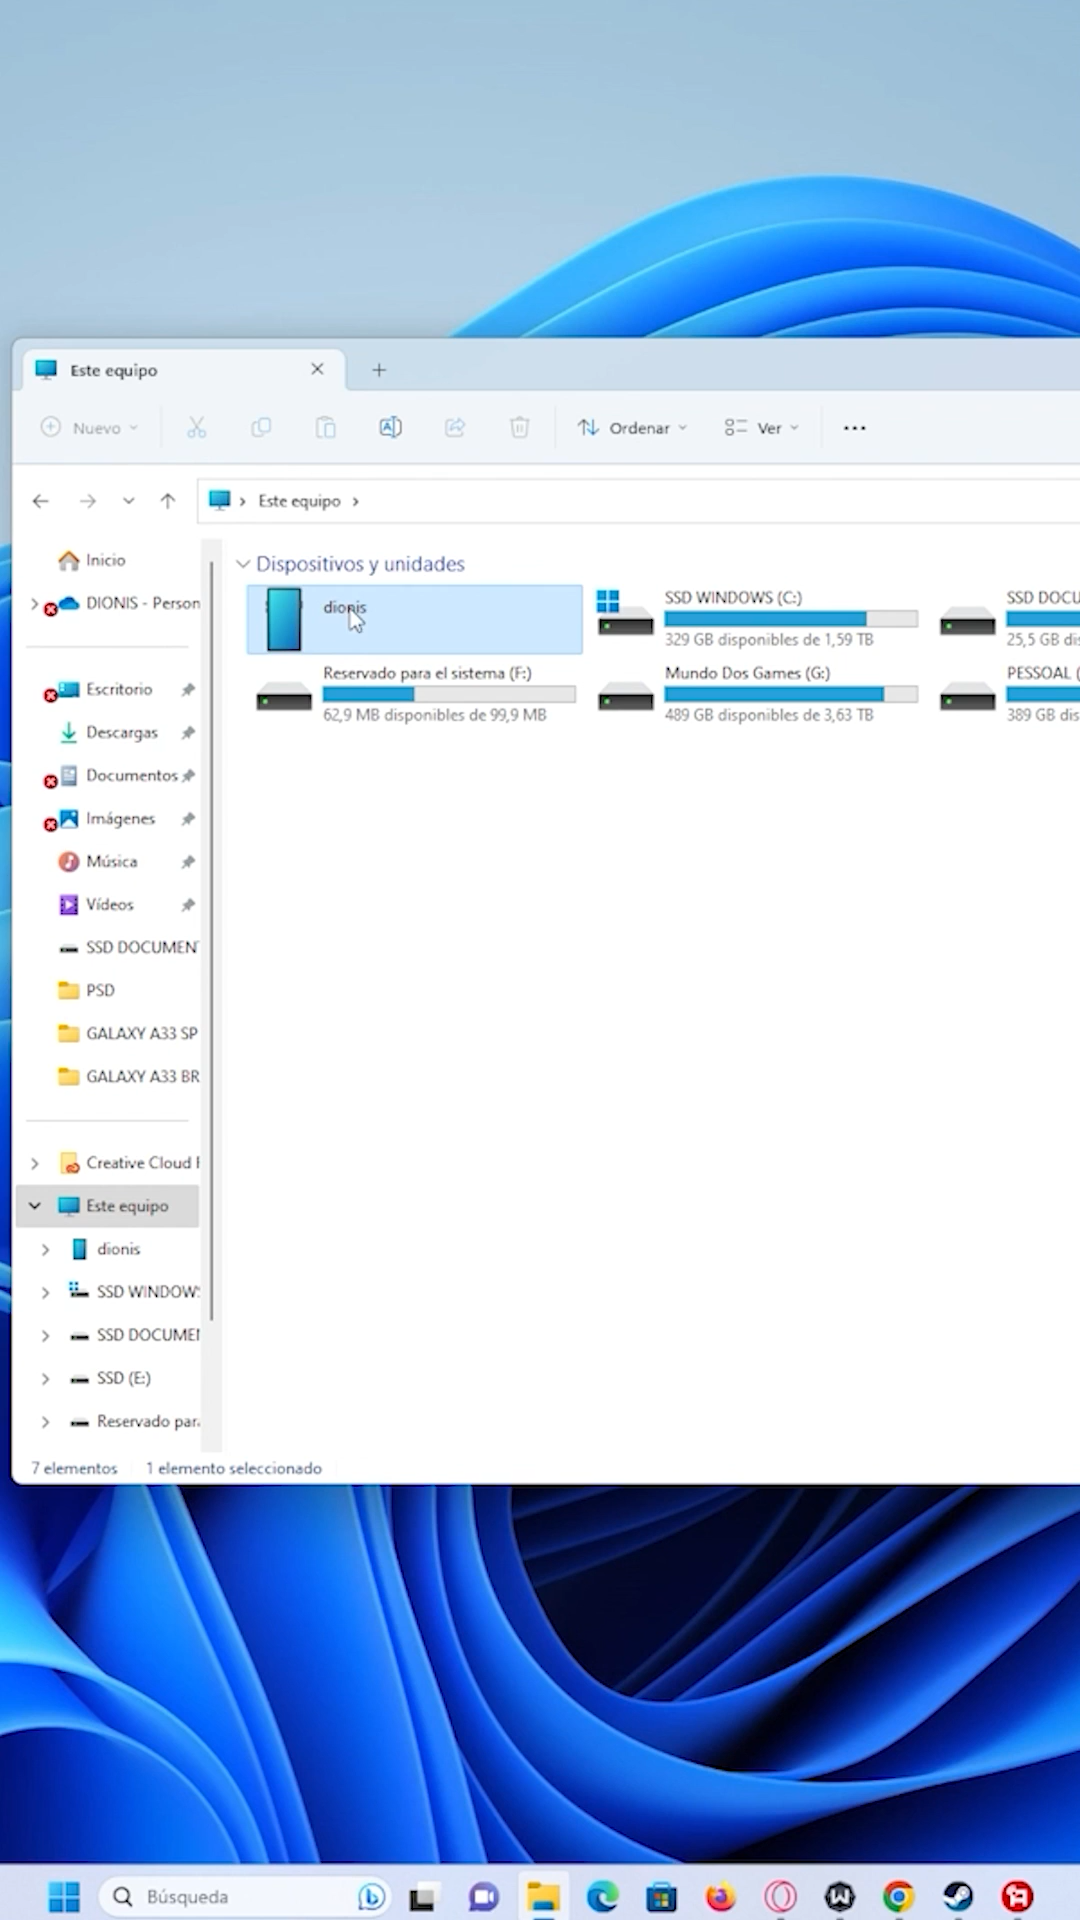 Este equipo
Nuevo
Ordenar
Ver
Este equipo
Inicio
DIONIS - Person
Escritorio
Descargas
Documentos
Imágenes
Música
Vídeos
SSD DOCUMEN
PSD
GALAXY A33 SP
GALAXY A33 BR
Creative Cloud F
Este equipo
dionis
SSD WINDOWS
SSD DOCUMEN
SSD (E:)
Reservado para
Dispositivos y unidades
dionis
SSD WINDOWS (C:)
329 GB disponibles de 1,59 TB
SSD DOCU
25,5 GB dis
Reservado para el sistema (F:)
62,9 MB disponibles de 99,9 MB
Mundo Dos Games (G:)
489 GB disponibles de 3,63 TB
PESSOAL (
389 GB dis
7 elementos 1 elemento seleccionado
Búsqueda